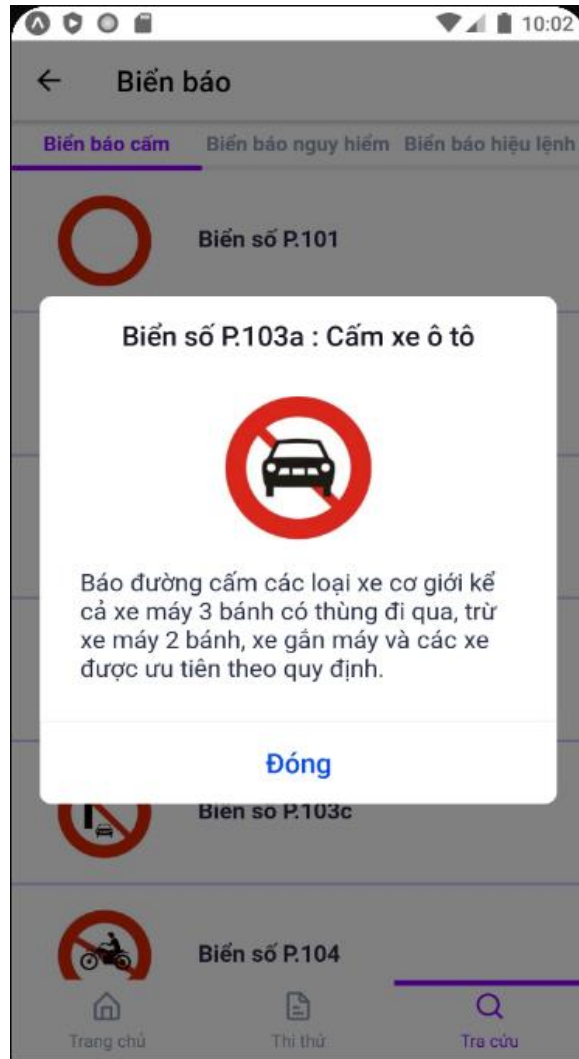 10:02
Biển báo
Biển báo cấm Biển báo nguy hiểm Biển báo hiệu lệnh
Biển số P.101
Biển số P.103a : Cấm xe ô tô
Báo đường cấm các loại xe cơ giới kể
cả xe máy 3 bánh có thùng đi qua, trừ
xe máy 2 bánh, xe gắn máy và các xe
được ưu tiên theo quy định.
Đóng
Biển số P.103c
Biển số P.104
Trang chủ Thi thử Tra cứu